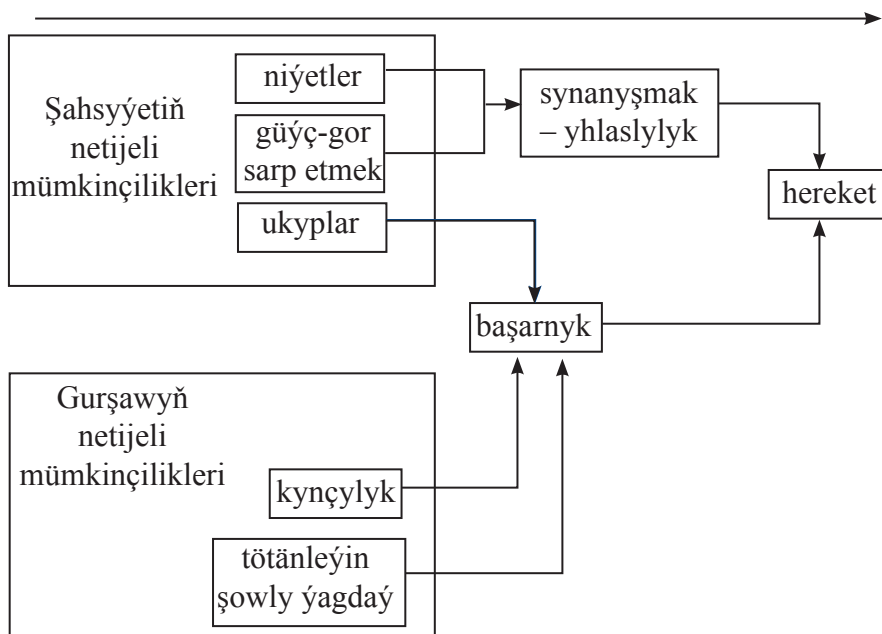 Şahsyýetiň
netijeli
mümkinçilikleri
niýetler
güýç-gor
sarp etmek
ukyplar
synanyşmak
– yhlaslylyk
hereket
başarnyk
Gurşawyň
netijeli
mümkinçilikleri
kynçylyk
tötänleýin
şowly ýagdaý